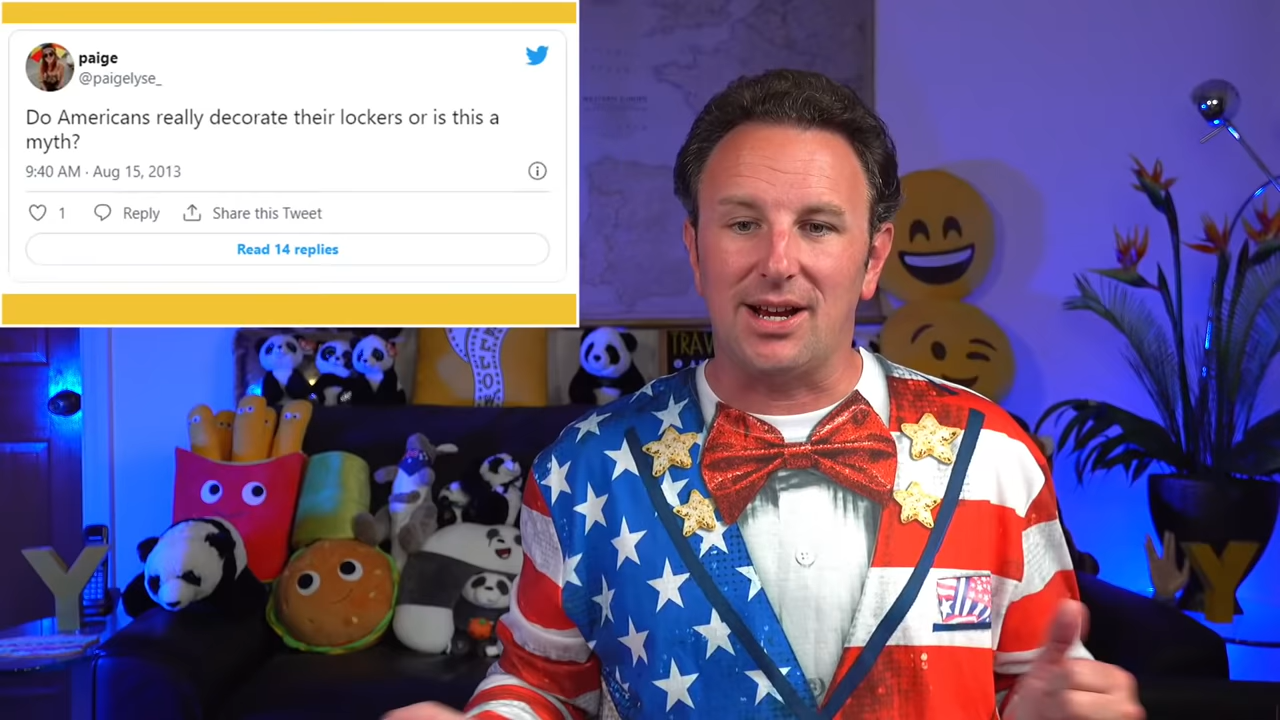 paige
@paigelyse_
Do Americans really decorate their lockers or is this a
myth?
9:40 AM · Aug 15, 2013
1
Reply
Share this Tweet
Read 14 replies
Y
Y